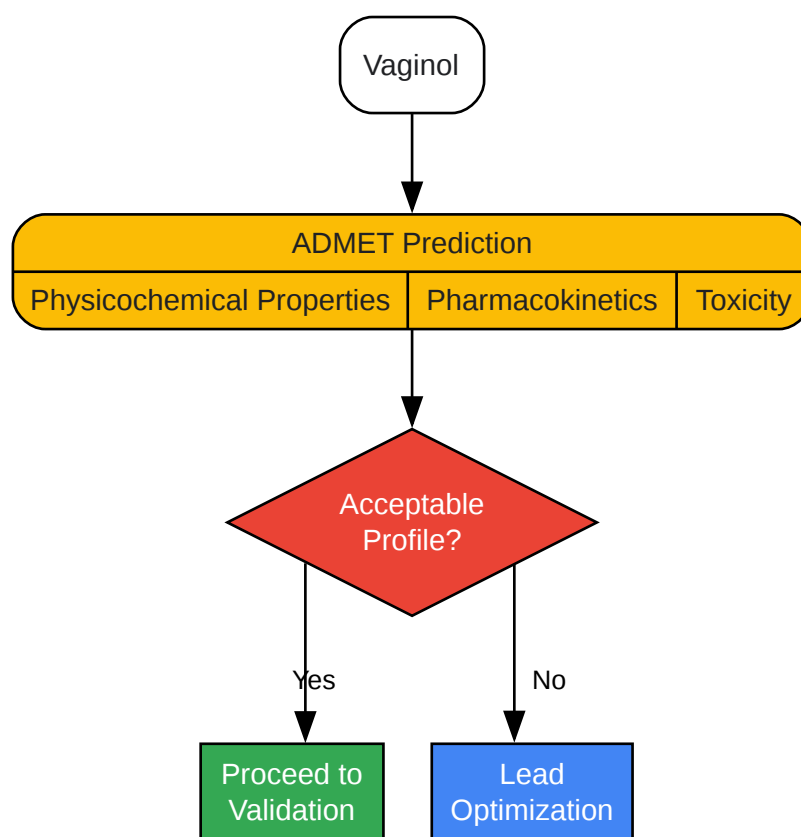 Vaginol
ADMET Prediction
Physicochemical Properties
Pharmacokinetics
Toxicity
Acceptable
Profile?
Yes
No
Proceed to
Validation
Lead
Optimization